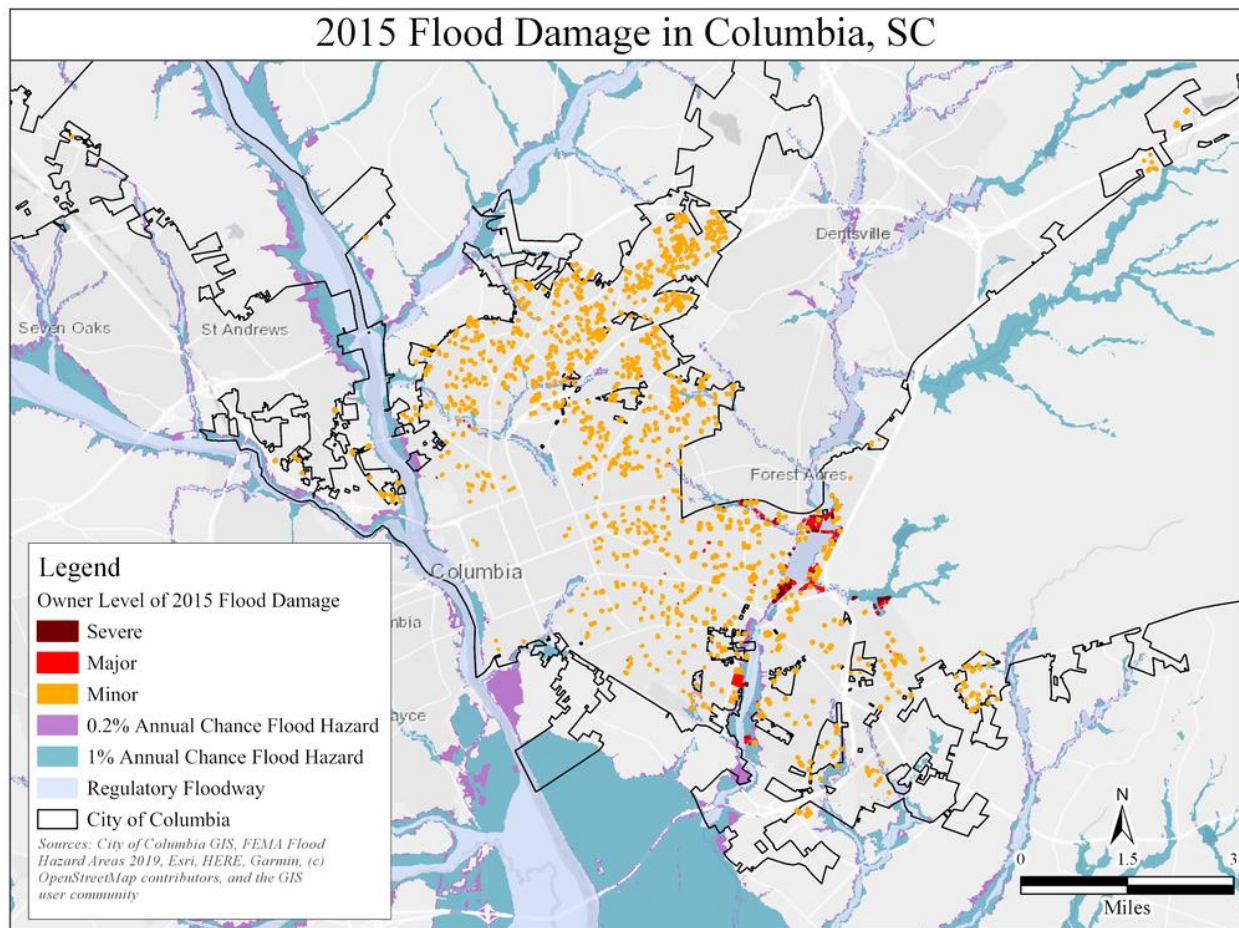 2015 Flood Damage in Columbia, SC
Dentsville
Seven Oaks
St Andrews
Forest Acres
Columbia
mbia
ayce
Legend
Owner Level of 2015 Flood Damage
Severe
Major
Minor
0.2% Annual Chance Flood Hazard
1% Annual Chance Flood Hazard
Regulatory Floodway
City of Columbia
Sources: City of Columbia GIS, FEMA Flood
Hazard Areas 2019, Esri, HERE, Garmin, (c)
OpenStreetMap contributors, and the GIS
user community
N
0 1.5 3
Miles